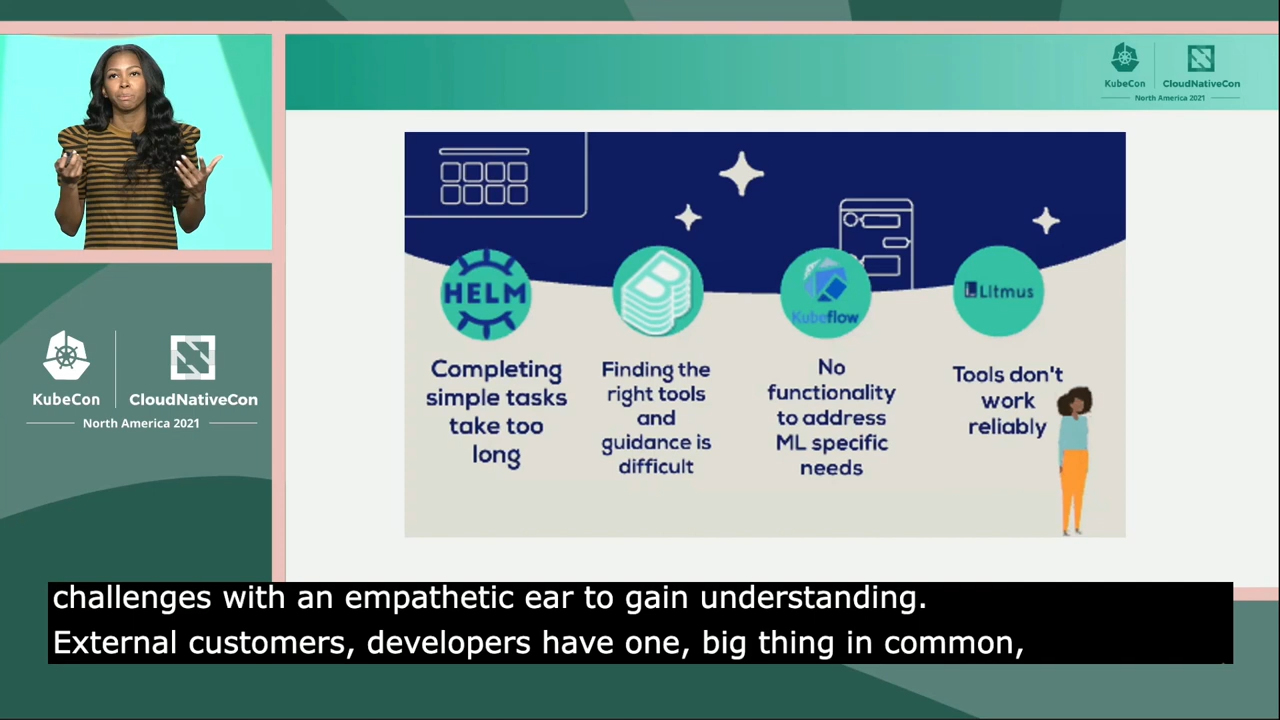 KubeCon
CloudNativeCon
North America 2021
HELM
Kubeflow
Litmus
Completing
simple tasks
take too
long
Finding the
right tools
and
guidance is
difficult
No
functionality
to address
ML specific
needs
Tools don't
work
reliably
KubeCon
CloudNativeCon
North America 2021
challenges with an empathetic ear to gain understanding.
External customers, developers have one, big thing in common,